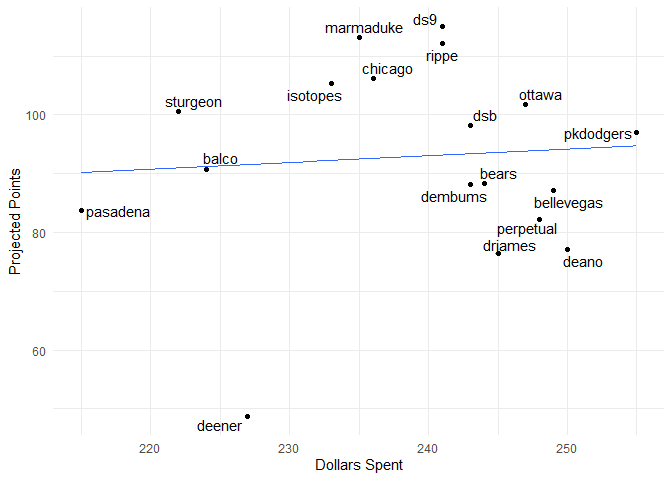 ds9
marmaduke
rippe
chicago
isotopes
ottawa
sturgeon
dsb
100
pkdodgers
balco
bears
dembums
bellevegas
pasadena
perpetual
80
drjames
deano
60
deener
Projected Points
220
230
240
250
Dollars Spent